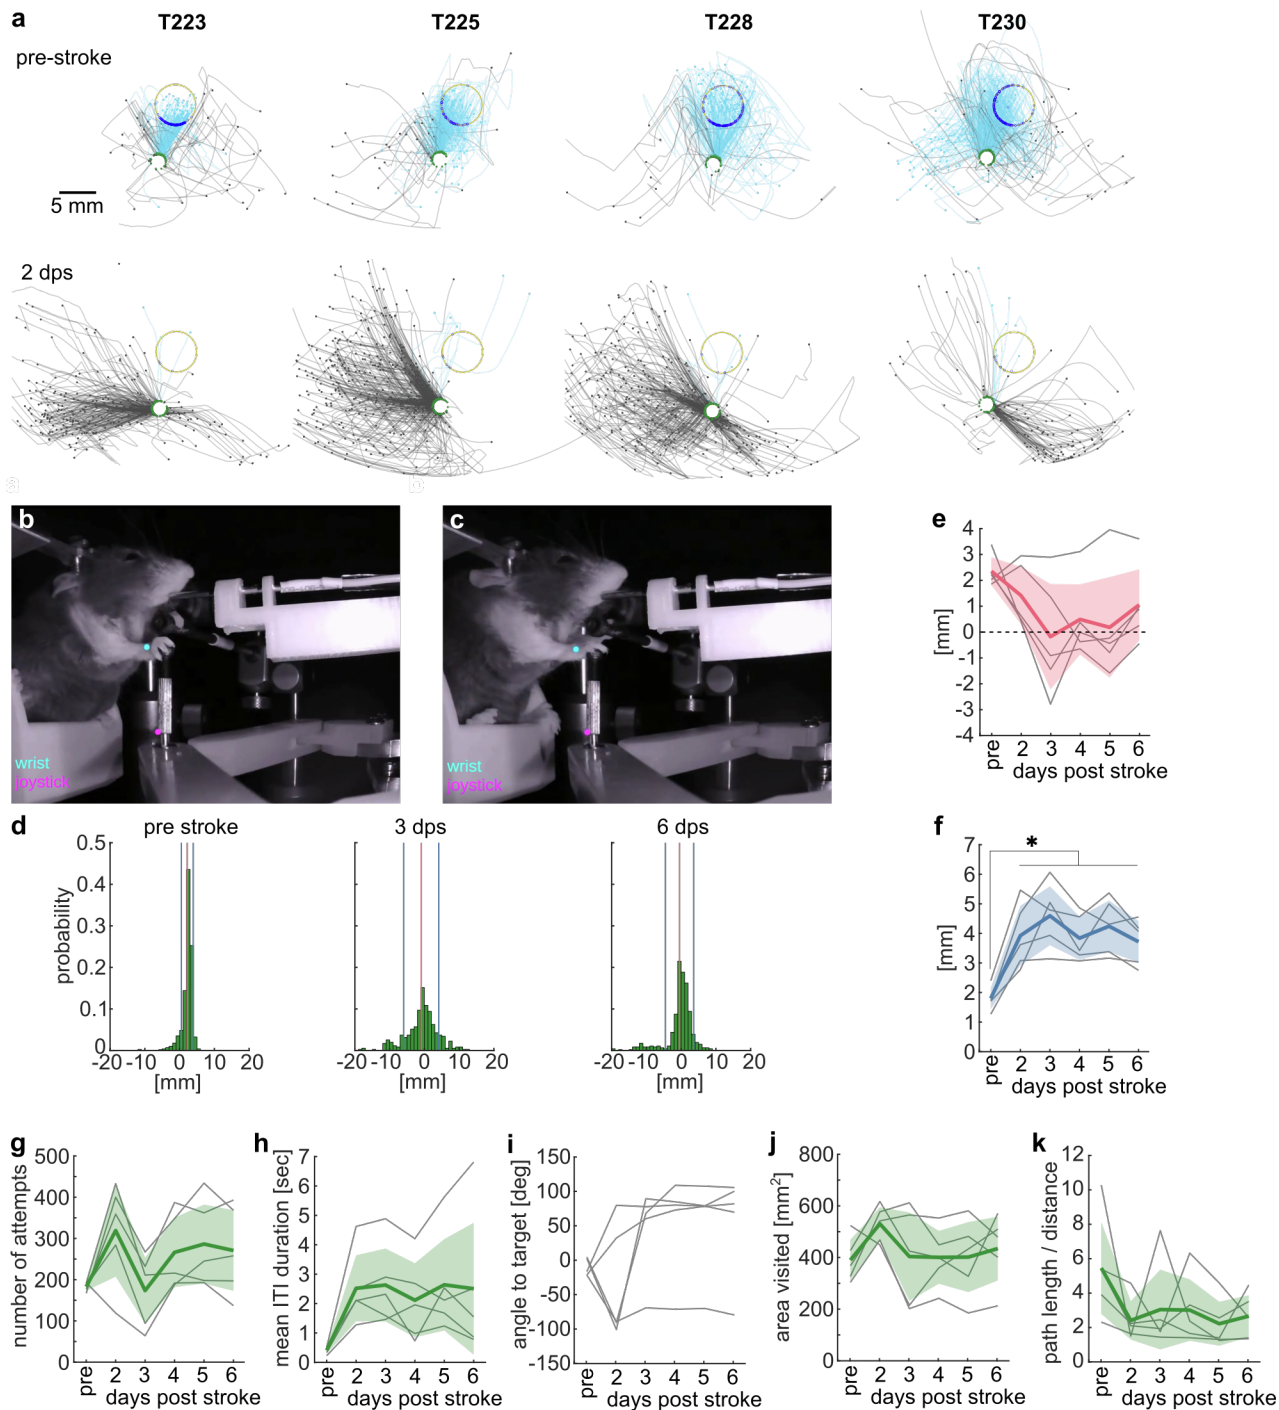 a
T223
T225
T228
T230
pre-stroke
5 mm
2 dps
a
b
b
c
wrist
joystick
wrist
joystick
e
4
3
2
1
0
-1
-2
-3
-4
[mm]
pre 2 3 4 5 6
days post stroke
d
pre stroke
3 dps
6 dps
probability
0.5
0.4
0.3
0.2
0.1
0
-20 -10 0 20
[mm]
-20 -10 0 20
[mm]
-20 -10 0 20
[mm]
f
*
7
6
5
4
3
2
1
0
[mm]
pre 2 3 4 5 6
days post stroke
g
number of attempts
500
400
300
200
100
0
pre 2 3 4 5 6
days post stroke
h
mean ITI duration [sec]
7
6
5
4
3
2
1
0
pre 2 3 4 5 6
days post stroke
i
angle to target [deg]
150
100
50
0
-50
-100
-150
pre 2 3 4 5 6
days post stroke
j
area visited [mm²]
800
600
400
200
0
pre 2 3 4 5 6
days post stroke
k
path length / distance
12
10
8
6
4
2
0
pre 2 3 4 5 6
days post stroke